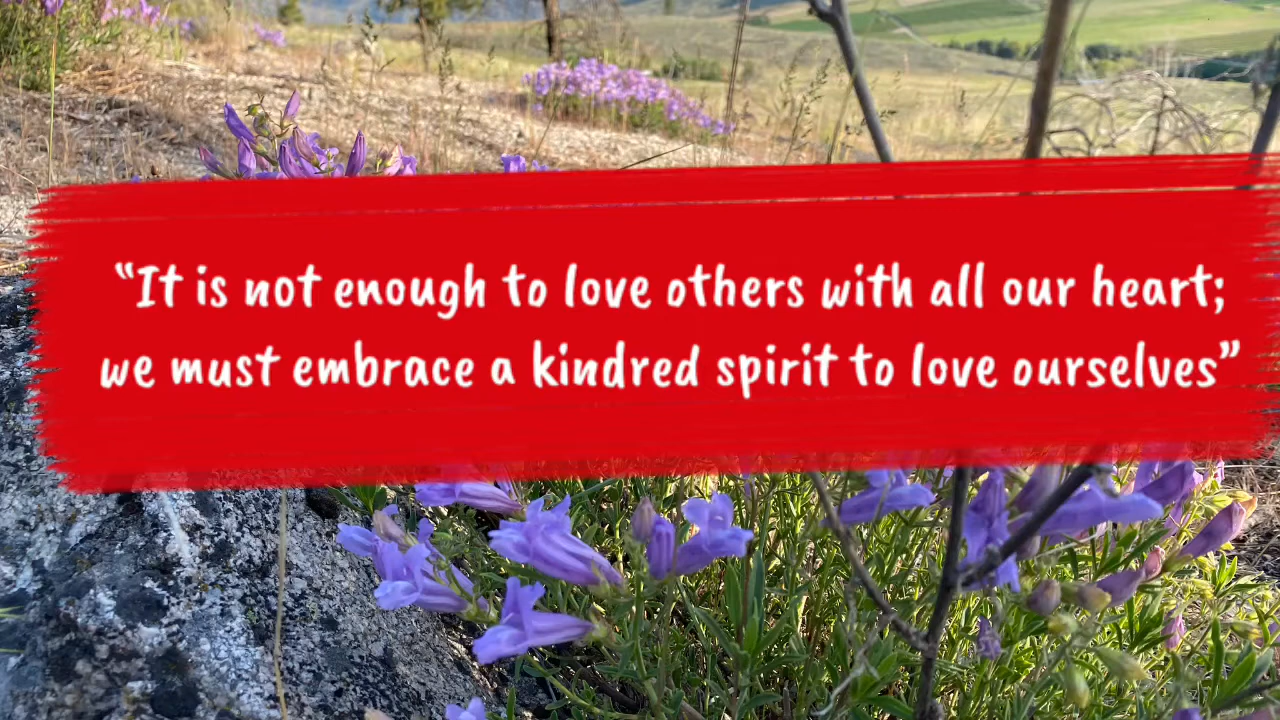 “It is not enough to love others with all our heart;
we must embrace a kindred spirit to love ourselves”